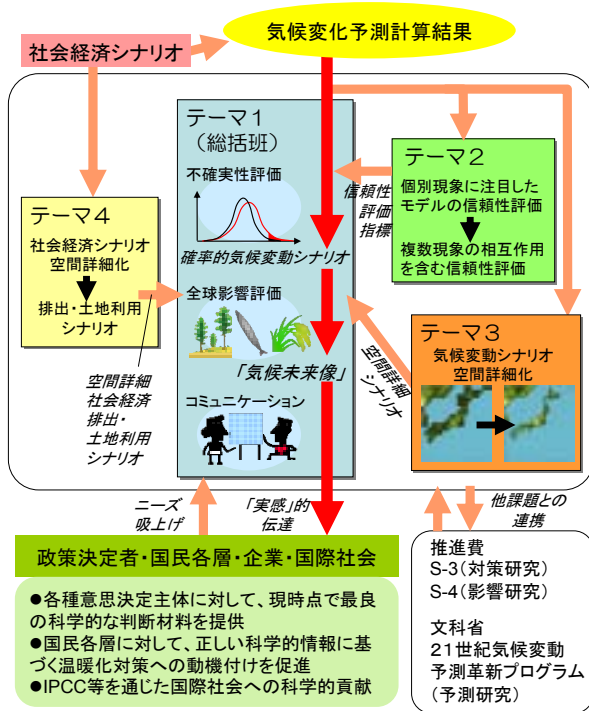 社会経済シナリオ
気候変化予測計算結果
テーマ１
（総括班）
不確実性評価
確率的気候変動シナリオ
全球影響評価
「気候未来像」
コミュニケーション
信頼性
評価
指標
テーマ２
個別現象に注目した
モデルの信頼性評価
複数現象の相互作用
を含む信頼性評価
テーマ４
社会経済シナリオ
空間詳細化
排出・土地利用
シナリオ
空間詳細
社会経済
排出・
土地利用
シナリオ
テーマ３
気候変動シナリオ
空間詳細化
空間詳細
シナリオ
ニーズ
吸上げ
「実感」的
伝達
他課題との
連携
政策決定者・国民各層・企業・国際社会
●各種意思決定主体に対して、現時点で最良
の科学的な判断材料を提供
●国民各層に対して、正しい科学的情報に基
づく温暖化対策への動機付けを促進
●IPCC等を通じた国際社会への科学的貢献
推進費
S-3（対策研究）
S-4（影響研究）
文科省
21世紀気候変動
予測革新プログラム
（予測研究）